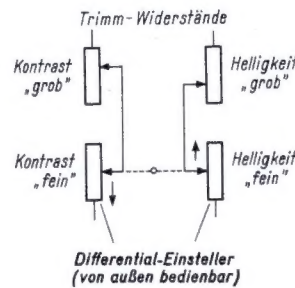 Trimm-Widerstände
Kontrast
„grob"
Helligkeit
„grob"
Kontrast
„fein"
Helligkeit
„fein"
Differential-Einsteller
(von außen bedienbar)